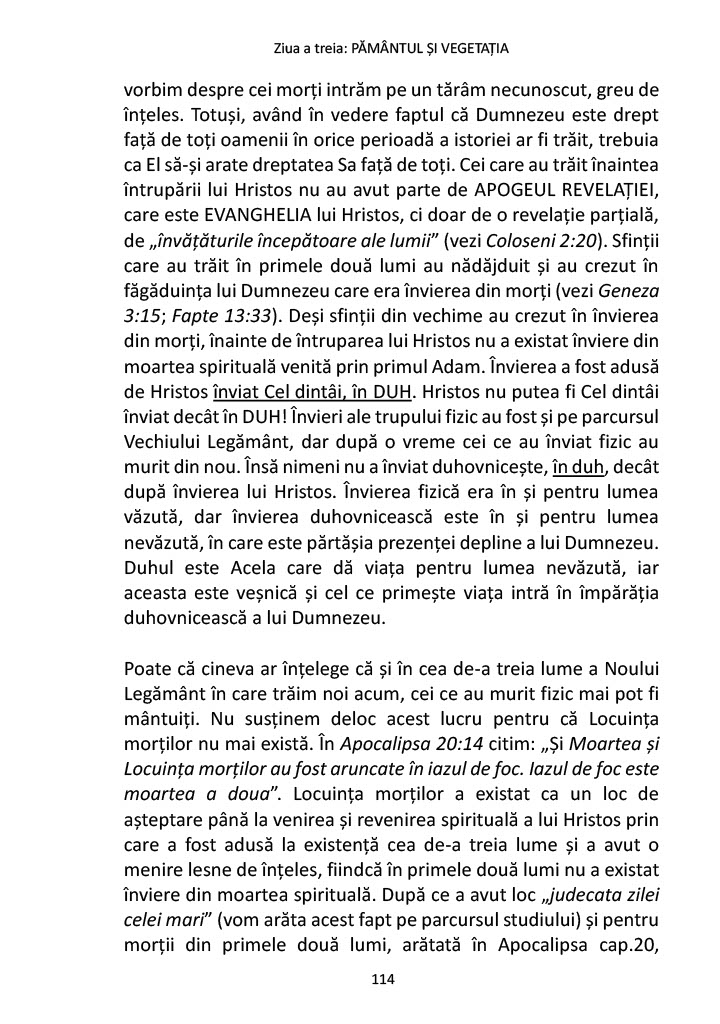 Ziua a treia: PĂMÂNTUL ȘI VEGETAȚIA
vorbim despre cei morți intrăm pe un tărâm necunoscut, greu de
înțeles. Totuși, având în vedere faptul că Dumnezeu este drept
față de toți oamenii în orice perioadă a istoriei ar fi trăit, trebuia
ca El să-și arate dreptatea Sa față de toți. Cei care au trăit înaintea
întrupării lui Hristos nu au avut parte de APOGEUL REVELAȚIEI,
care este EVANGHELIA lui Hristos, ci doar de o revelație parțială,
de „învățăturile începătoare ale lumii” (vezi Coloseni 2:20). Sfinții
care au trăit în primele două lumi au nădăjduit și au crezut în
făgăduința lui Dumnezeu care era învierea din morți (vezi Geneza
3:15; Fapte 13:33). Deși sfinții din vechime au crezut în învierea
din morți, înainte de întruparea lui Hristos nu a existat înviere din
moartea spirituală venită prin primul Adam. Învierea a fost adusă
de Hristos înviat Cel dintâi, în DUH. Hristos nu putea fi Cel dintâi
înviat decât în DUH! Învieri ale trupului fizic au fost și pe parcursul
Vechiului Legământ, dar după o vreme cei ce au înviat fizic au
murit din nou. Însă nimeni nu a înviat duhovnicește, în duh, decât
după învierea lui Hristos. Învierea fizică era în și pentru lumea
văzută, dar învierea duhovnicească este în și pentru lumea
nevăzută, în care este părtășia prezenței depline a lui Dumnezeu.
Duhul este Acela care dă viața pentru lumea nevăzută, iar
aceasta este veșnică și cel ce primește viața intră în împărăția
duhovnicească a lui Dumnezeu.
Poate că cineva ar înțelege că și în cea de-a treia lume a Noului
Legământ în care trăim noi acum, cei ce au murit fizic mai pot fi
mântuiți. Nu susținem deloc acest lucru pentru că Locuința
morților nu mai există. În Apocalipsa 20:14 citim: „Și Moartea și
Locuința morților au fost aruncate în iazul de foc. Iazul de foc este
moartea a doua”. Locuința morților a existat ca un loc de
așteptare până la venirea și revenirea spirituală a lui Hristos prin
care a fost adusă la existență cea de-a treia lume și a avut o
menire lesne de înțeles, fiindcă în primele două lumi nu a existat
înviere din moartea spirituală. După ce a avut loc „judecata zilei
celei mari” (vom arăta acest fapt pe parcursul studiului) și pentru
morții din primele două lumi, arătată în Apocalipsa cap.20,
114